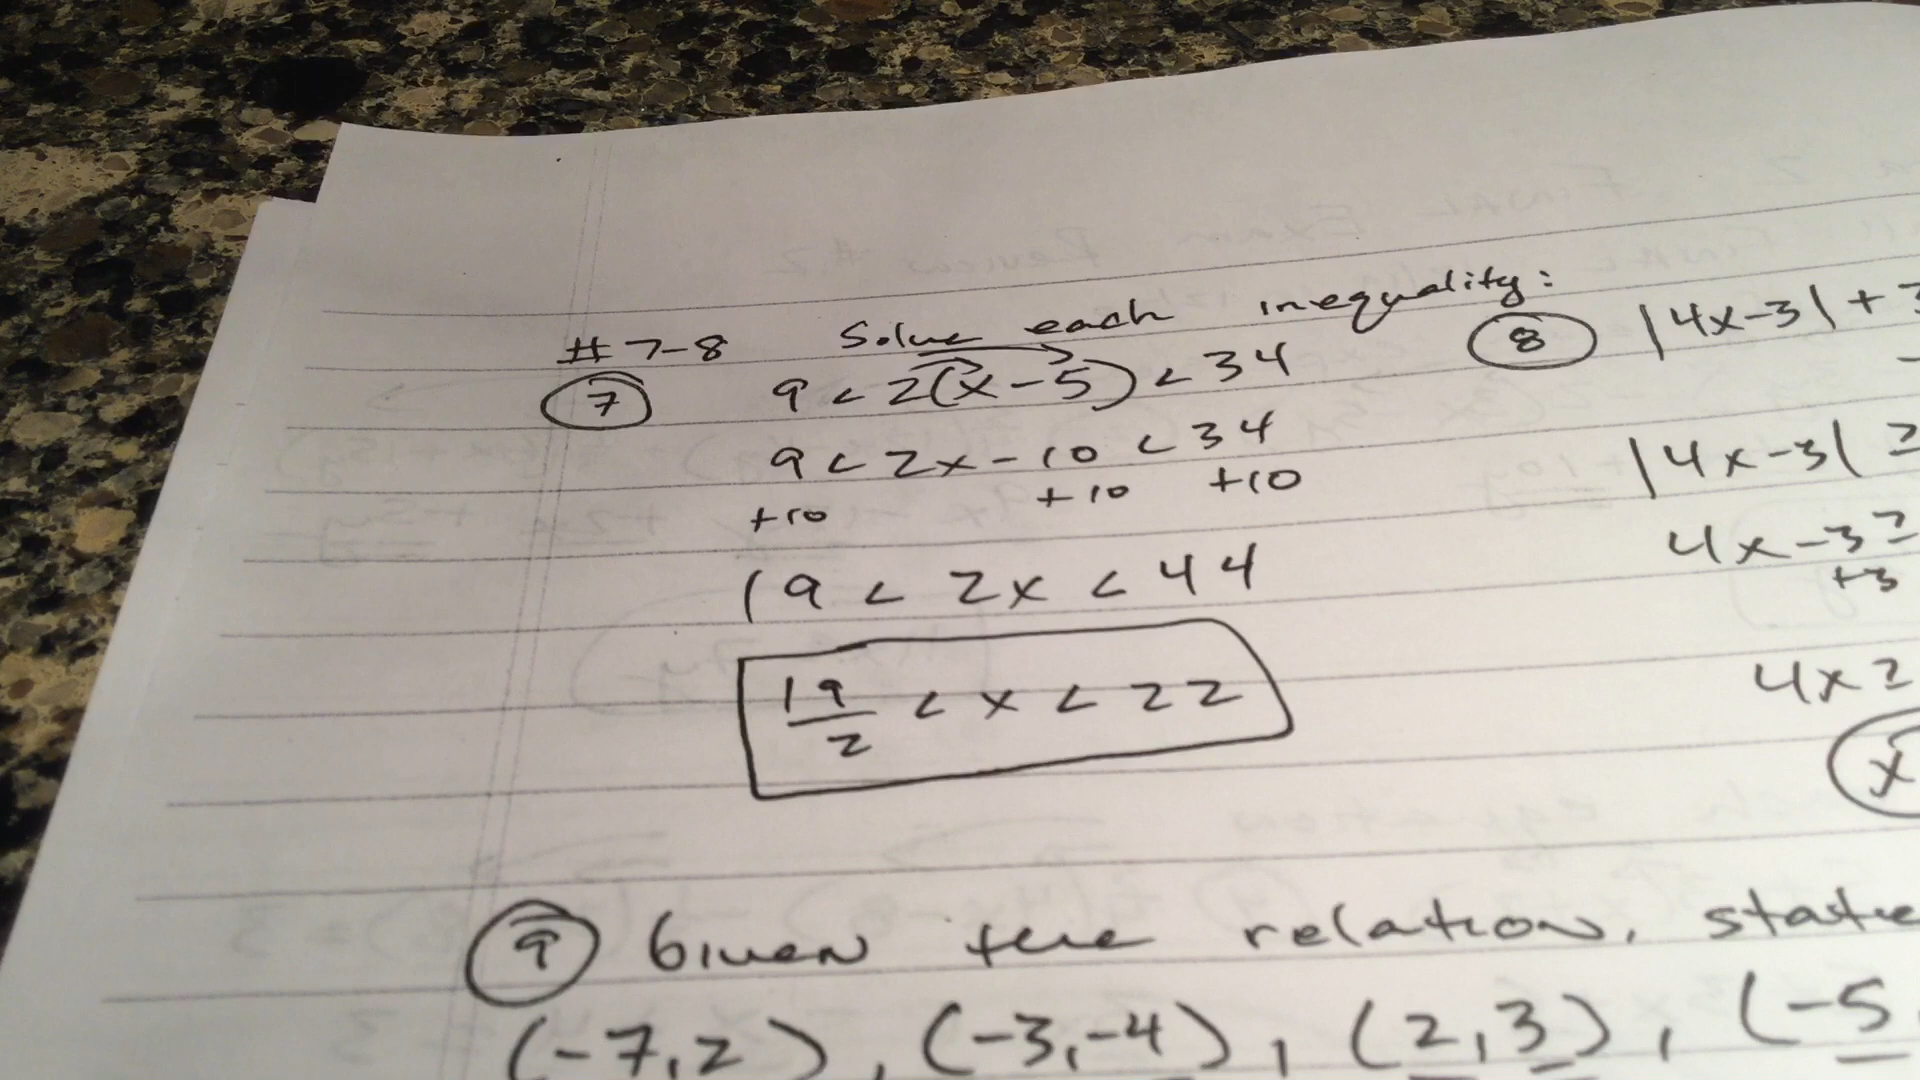 #7-8 Solve each inequality:
⑦ 9 < 2(x-5) < 34
9 < 2x - 10 < 34
+10 +10 +10
19 < 2x < 44
19/2 < x < 22
⑧ |4x-3| + 3
|4x-3| ≥
4x-3 ≥
+3
4x ≥
x
⑨ Given the relation, state
(-7,2), (-3,-4), (2,3), (-5